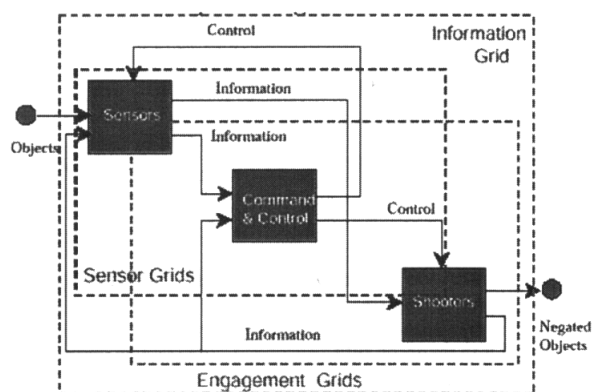 Control
Information
Grid
Information
Sensors
Objects
Information
Command
& Control
Control
Sensor Grids
Shooters
Information
Negated
Objects
Engagement Grids